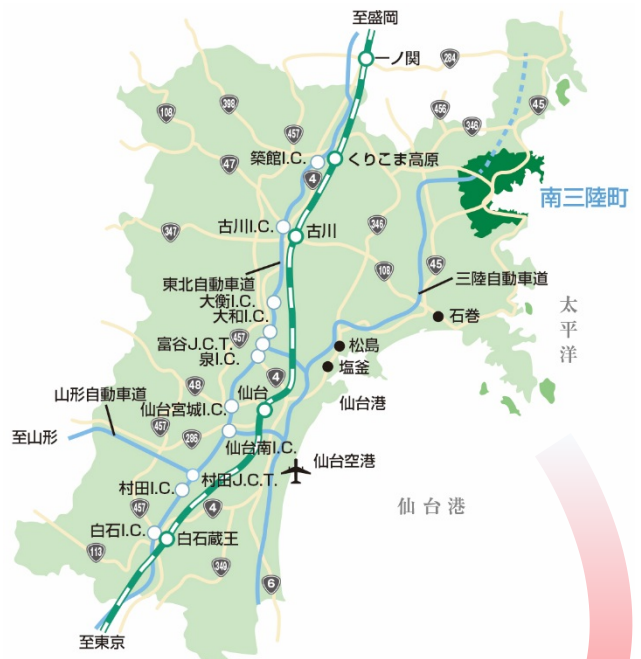 至盛岡
一ノ関
284
45
398
108
457
456
346
築館I.C.
4
くりこま高原
47
南三陸町
古川I.C.
古川
347
346
108
45
東北自動車道
三陸自動車道
大衡I.C.
大和I.C.
石巻
太平洋
富谷J.C.T.
457
松島
泉I.C.
塩釜
4
48
山形自動車道
仙台
仙台宮城I.C.
仙台港
至山形
457
286
仙台南I.C.
仙台空港
村田J.C.T.
村田I.C.
仙台港
457
4
白石I.C.
白石蔵王
113
349
6
至東京